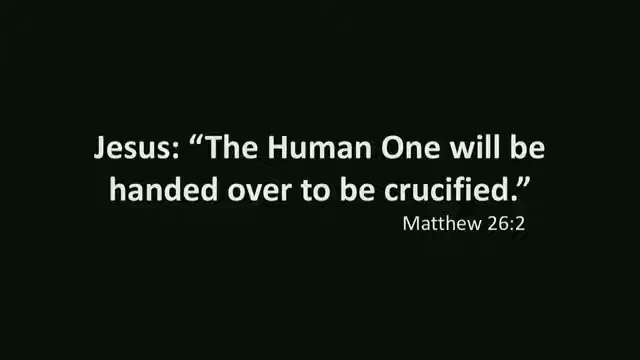 Jesus: “The Human One will be
handed over to be crucified.”
Matthew 26:2